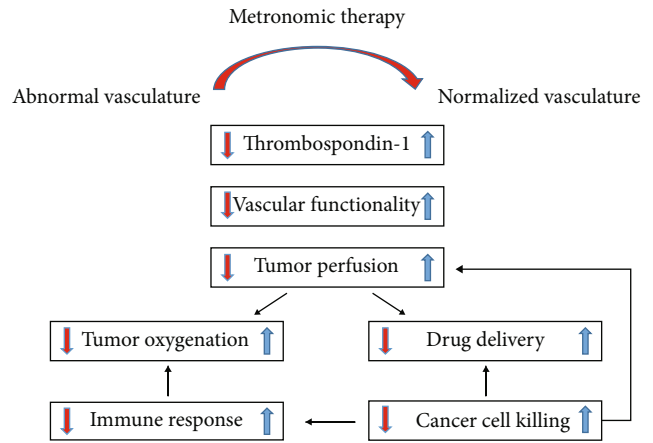 Metronomic therapy
Abnormal vasculature
Normalized vasculature
Thrombospondin-1
Vascular functionality
Tumor perfusion
Tumor oxygenation
Drug delivery
Immune response
Cancer cell killing